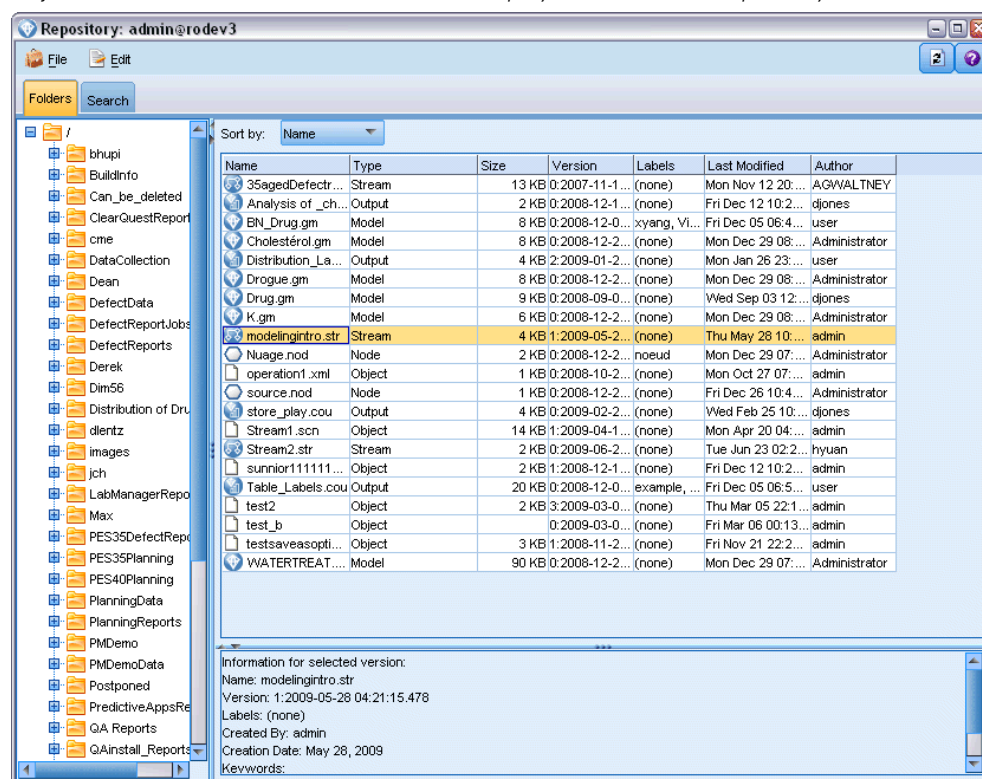 Repository: admin@rodev3
File Edit
Folders Search
/
bhupi
BuildInfo
Can_be_deleted
ClearQuestReport
cme
DataCollection
Dean
DefectData
DefectReportJobs
DefectReports
Derek
Dim56
Distribution of Dru
dlentz
images
jch
LabManagerRepo
Max
PES35DefectRepo
PES35Planning
PES40Planning
PlanningData
PlanningReports
PMDemo
PMDemoData
Postponed
PredictiveAppsRe
QA Reports
QAinstall_Reports
Sort by: Name
Name Type Size Version Labels Last Modified Author
35agedDefectr... Stream 13 KB 0:2007-11-1... (none) Mon Nov 12 20:... AGWALTNEY
Analysis of _ch... Output 2 KB 0:2008-12-1... (none) Fri Dec 12 10:2... djones
BN_Drug.gm Model 8 KB 0:2008-12-0... xyang, Vi... Fri Dec 05 06:4... user
Cholestérol.gm Model 8 KB 0:2008-12-2... (none) Mon Dec 29 08:... Administrator
Distribution_La... Output 4 KB 2:2009-01-2... (none) Mon Jan 26 23:... user
Drogue.gm Model 8 KB 0:2008-12-2... (none) Mon Dec 29 08:... Administrator
Drug.gm Model 9 KB 0:2008-09-0... (none) Wed Sep 03 12:... djones
K.gm Model 6 KB 0:2008-12-2... (none) Mon Dec 29 08:... Administrator
modelingintro.str Stream 4 KB 1:2009-05-2... (none) Thu May 28 10:... admin
Nuage.nod Node 2 KB 0:2008-12-2... noeud Mon Dec 29 07:... Administrator
operation1.xml Object 1 KB 0:2008-10-2... (none) Mon Oct 27 07:... admin
source.nod Node 1 KB 0:2008-12-2... (none) Fri Dec 26 10:4... Administrator
store_play.cou Output 4 KB 0:2009-02-2... (none) Wed Feb 25 10:... djones
Stream1.scn Object 14 KB 1:2009-04-1... (none) Mon Apr 20 04:... admin
Stream2.str Object 2 KB 0:2009-06-2... (none) Tue Jun 23 02:2... hyuan
sunnior111111... Object 2 KB 1:2008-12-1... (none) Fri Dec 12 10:2... admin
Table_Labels.cou Output 20 KB 0:2008-12-0... example, ... Fri Dec 05 06:5... user
test2 Object 2 KB 3:2009-03-0... (none) Thu Mar 05 22:1... admin
test_b Object 0:2009-03-0... (none) Fri Mar 06 00:13... admin
testsaveasopti... Object 3 KB 1:2008-11-2... (none) Fri Nov 21 22:2... admin
WATERTREAT.... Model 90 KB 0:2008-12-2... (none) Mon Dec 29 07:... Administrator
Information for selected version:
Name: modelingintro.str
Version: 1:2009-05-28 04:21:15.478
Labels: (none)
Created By: admin
Creation Date: May 28, 2009
Keywords: